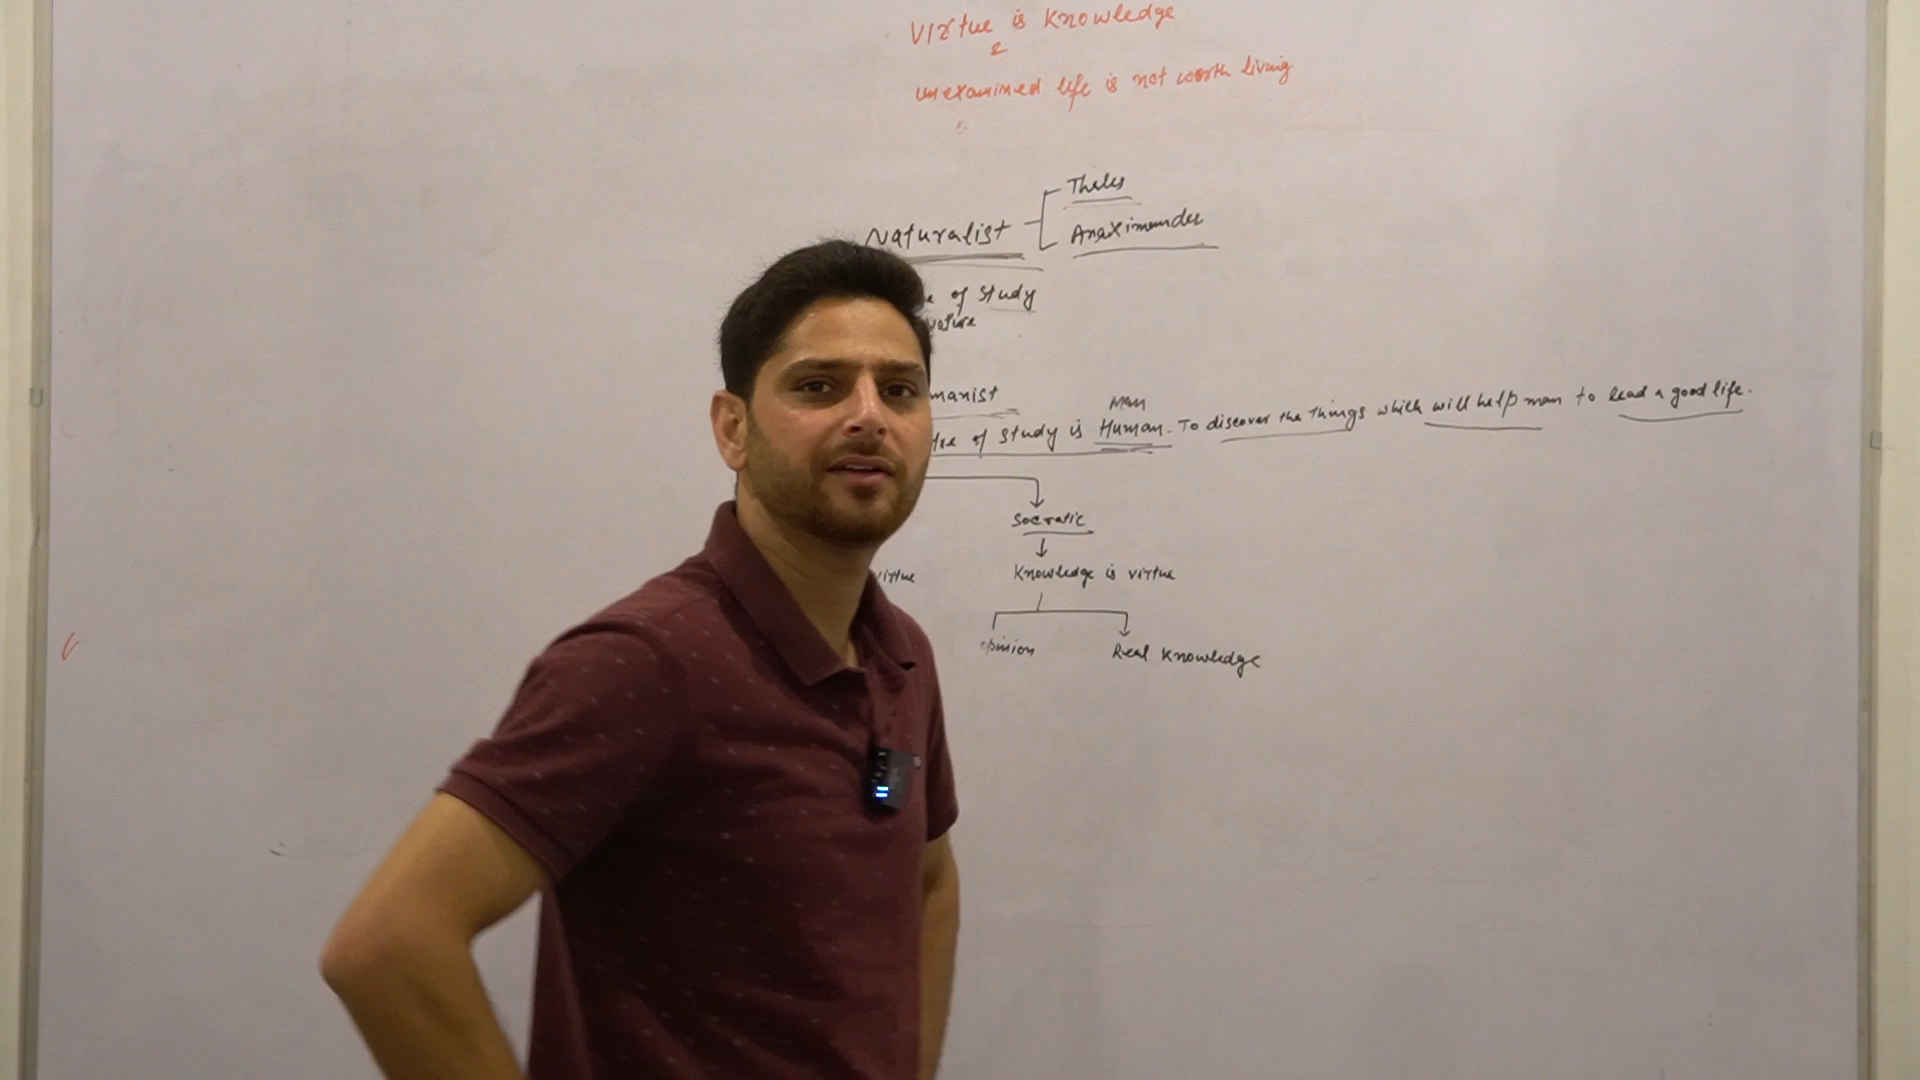 Virtue is Knowledge
&
unexamined life is not worth living
Thales
Naturalist
Anaximander
of Study
Nature
manist
Man
tre of Study is Human. To discover the things which will help man to lead a good life.
Socratic
virtue
Knowledge is virtue
opinion
Real Knowledge